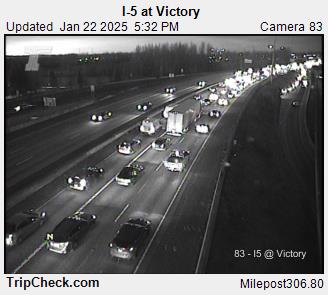 I-5 at Victory
Updated  Jan 22 2025  5:32 PM
Camera 83
N
83 - I5 @ Victory
TripCheck.com
Milepost306.80